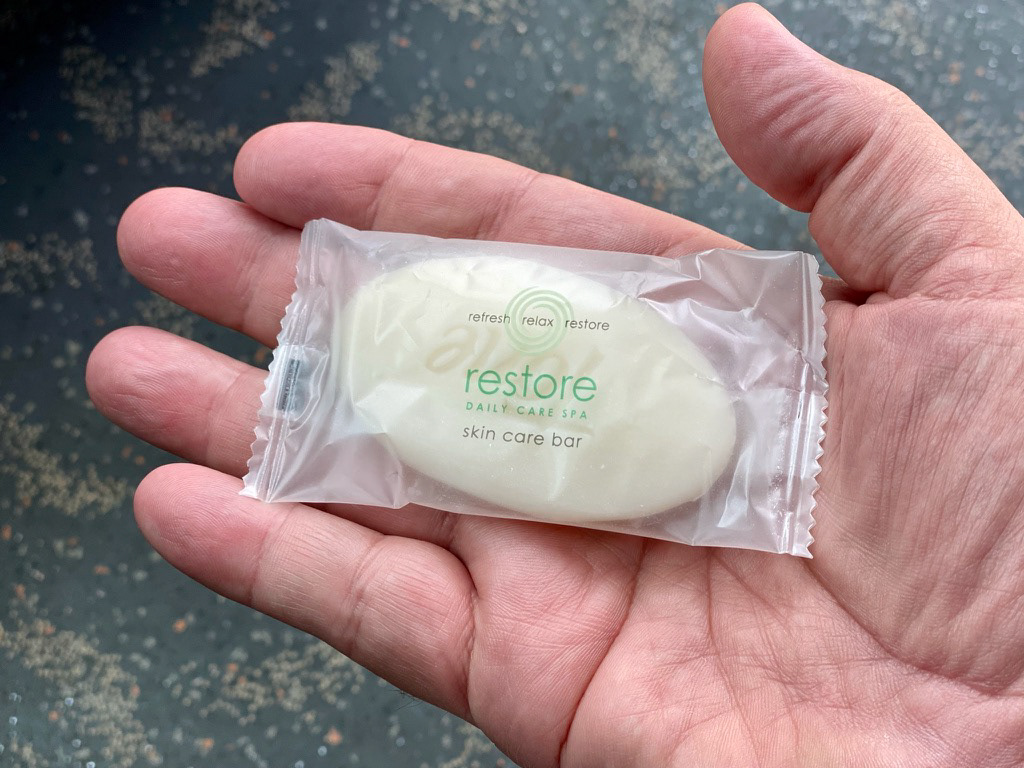 refresh relax restore
restore
DAILY CARE SPA
skin care bar